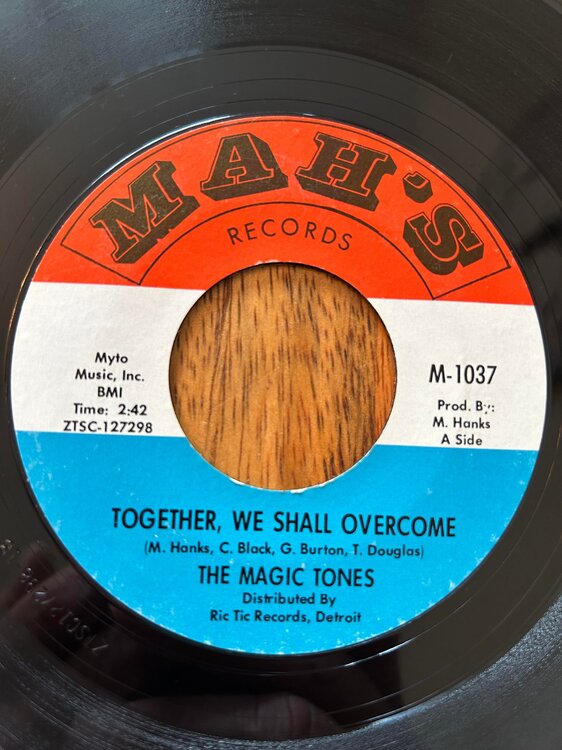 MAH'S
RECORDS
Myto
Music, Inc.
BMI
Time: 2:42
ZTSC-127298
M-1037
Prod. By:
M. Hanks
A Side
TOGETHER, WE SHALL OVERCOME
(M. Hanks, C. Black, G. Burton, T. Douglas)
THE MAGIC TONES
Distributed By
Ric Tic Records, Detroit